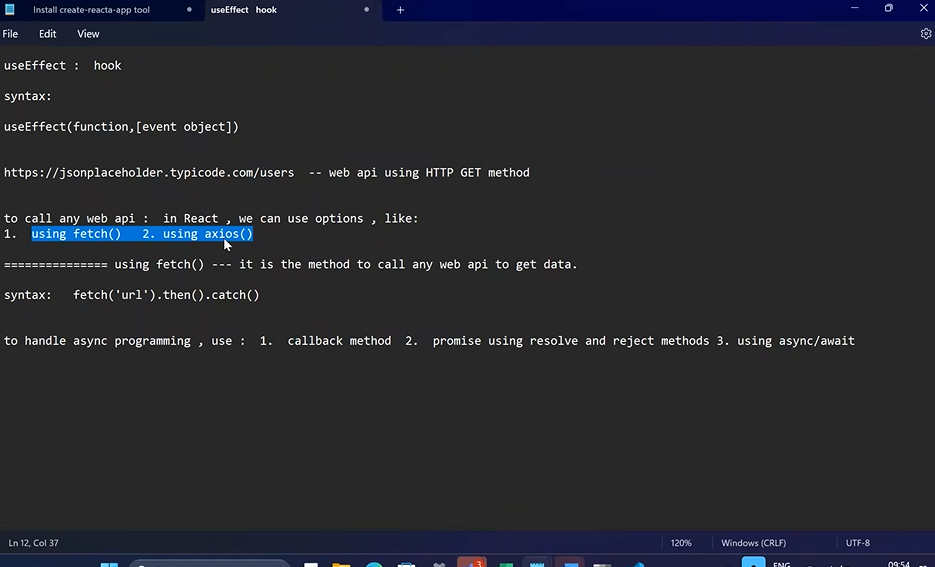 Install create-reacta-app tool
useEffect hook
File Edit View
useEffect : hook
syntax:
useEffect(function,[event object])
https://jsonplaceholder.typicode.com/users -- web api using HTTP GET method
to call any web api : in React , we can use options , like:
1. using fetch() 2. using axios()
=============== using fetch() --- it is the method to call any web api to get data.
syntax: fetch('url').then().catch()
to handle async programming , use : 1. callback method 2. promise using resolve and reject methods 3. using async/await
Ln 12, Col 37
120%
Windows (CRLF)
UTF-8
3
ENG
09:54